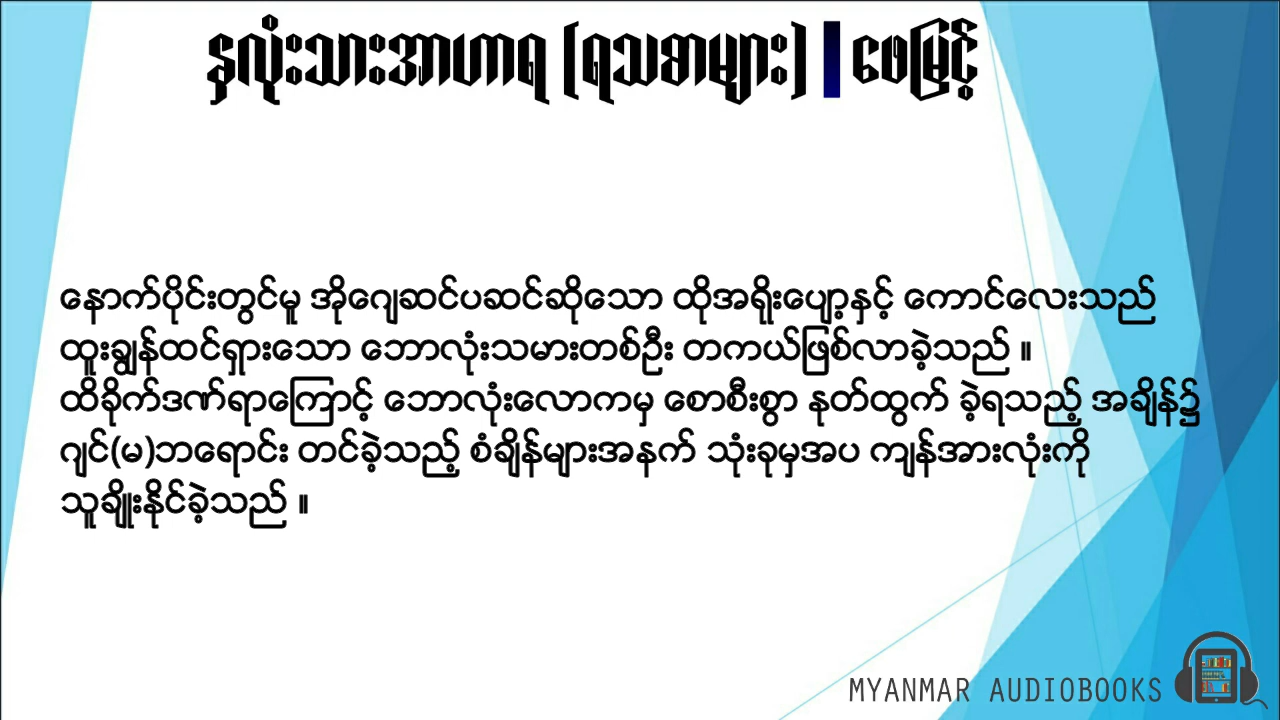 နှလုံးသားအာဟာရ (ရသစာများ) | ဖေမြင့်
နောက်ပိုင်းတွင်မူ အိုဂျေဆင်ပဆင်ဆိုသော ထိုအရိုးပျော့နှင့် ကောင်လေးသည်
ထူးချွန်ထင်ရှားသော ဘောလုံးသမားတစ်ဦး တကယ်ဖြစ်လာခဲ့သည် ။
ထိခိုက်ဒဏ်ရာကြောင့် ဘောလုံးလောကမှ စောစီးစွာ နုတ်ထွက် ခဲ့ရသည့် အချိန်၌
ဂျင်(မ)ဘရောင်း တင်ခဲ့သည့် စံချိန်များအနက် သုံးခုမှအပ ကျန်အားလုံးကို
သူချိုးနိုင်ခဲ့သည် ။
MYANMAR AUDIOBOOKS